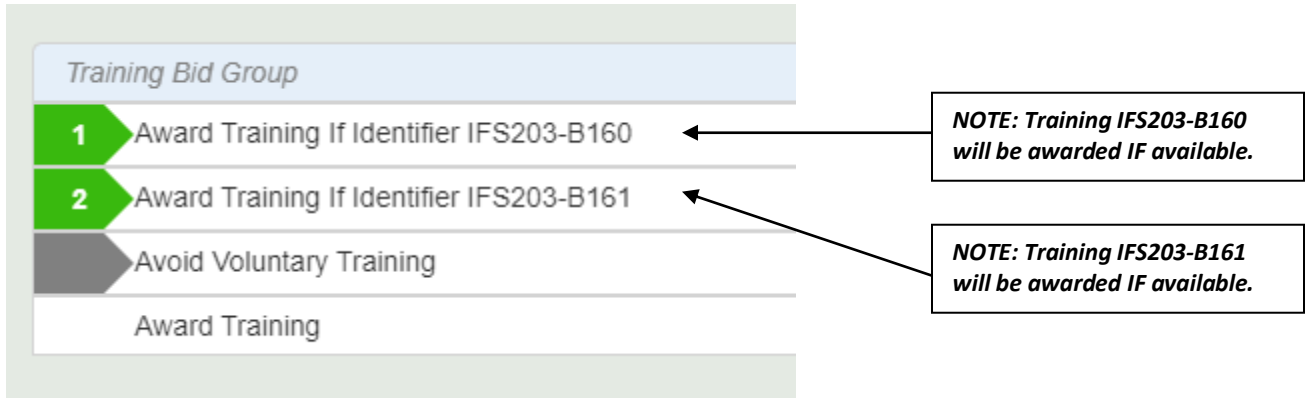 Training Bid Group
1 Award Training If Identifier IFS203-B160
NOTE: Training IFS203-B160
will be awarded IF available.
2 Award Training If Identifier IFS203-B161
Avoid Voluntary Training
NOTE: Training IFS203-B161
will be awarded IF available.
Award Training